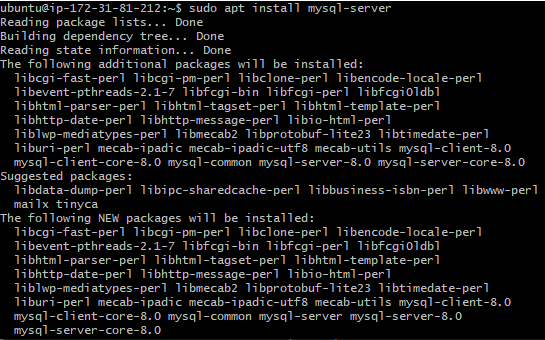 ubuntu@ip-172-31-81-212:~$ sudo apt install mysql-server
Reading package lists... Done
Building dependency tree... Done
Reading state information... Done
The following additional packages will be installed:
libcgi-fast-perl libcgi-pm-perl libclone-perl libencode-locale-perl
libevent-pthreads-2.1-7 libfcgi-bin libfcgi-perl libfcgi0ldbl
libhtml-parser-perl libhtml-tagset-perl libhtml-template-perl
libhttp-date-perl libhttp-message-perl libio-html-perl
liblwp-mediatypes-perl libmecab2 libprotobuf-lite23 libtimedate-perl
liburi-perl mecab-ipadic mecab-ipadic-utf8 mecab-utils mysql-client-8.0
mysql-client-core-8.0 mysql-common mysql-server-8.0 mysql-server-core-8.0
Suggested packages:
libdata-dump-perl libipc-sharedcache-perl libbusiness-isbn-perl libwww-perl
mailx tinyca
The following NEW packages will be installed:
libcgi-fast-perl libcgi-pm-perl libclone-perl libencode-locale-perl
libevent-pthreads-2.1-7 libfcgi-bin libfcgi-perl libfcgi0ldbl
libhtml-parser-perl libhtml-tagset-perl libhtml-template-perl
libhttp-date-perl libhttp-message-perl libio-html-perl
liblwp-mediatypes-perl libmecab2 libprotobuf-lite23 libtimedate-perl
liburi-perl mecab-ipadic mecab-ipadic-utf8 mecab-utils mysql-client-8.0
mysql-client-core-8.0 mysql-common mysql-server mysql-server-8.0
mysql-server-core-8.0